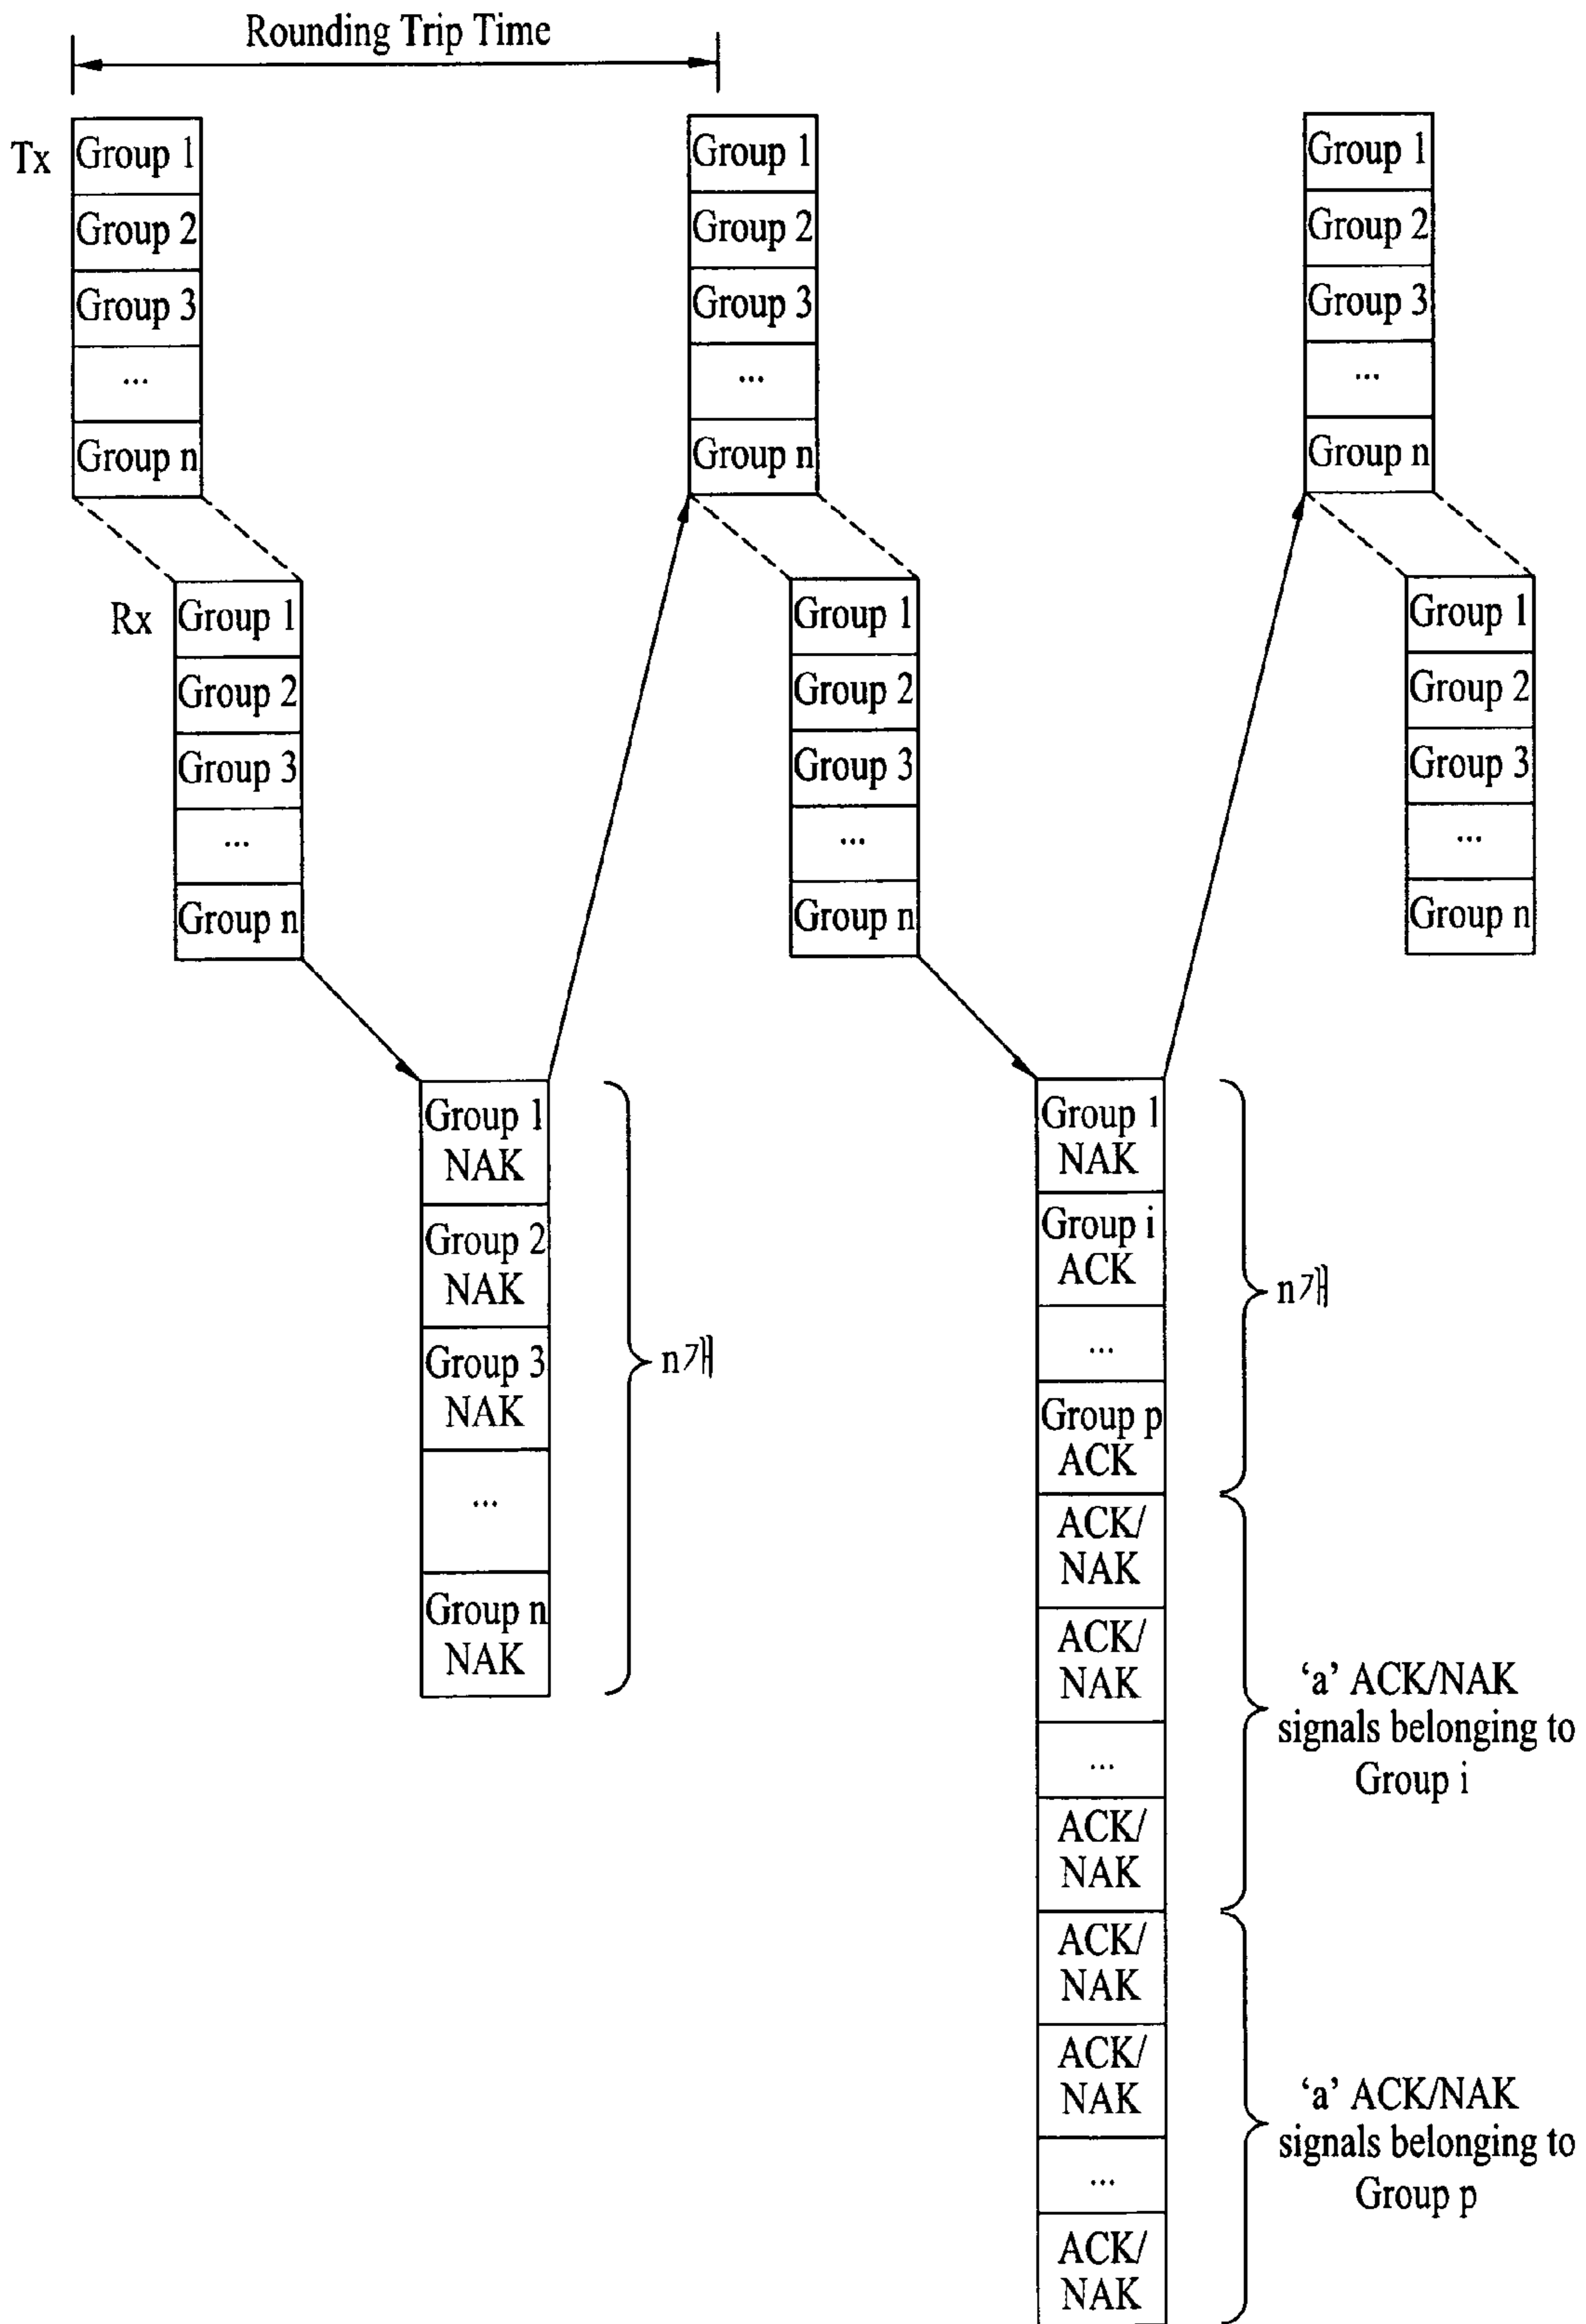 Rounding Trip Time
Tx
Group 1
Group 2
Group 3
...
Group n
Group 1
Group 2
Group 3
...
Group n
Group 1
Group 2
Group 3
...
Group n
Rx
Group 1
Group 2
Group 3
...
Group n
Group 1
Group 2
Group 3
...
Group n
Group 1
Group 2
Group 3
...
Group n
Group 1
NAK
Group 2
NAK
Group 3
NAK
...
Group n
NAK
n개
Group 1
NAK
Group i
ACK
...
Group p
ACK
n개
ACK/
NAK
ACK/
NAK
...
ACK/
NAK
‘a’ ACK/NAK
signals belonging to
Group i
ACK/
NAK
ACK/
NAK
...
ACK/
NAK
‘a’ ACK/NAK
signals belonging to
Group p